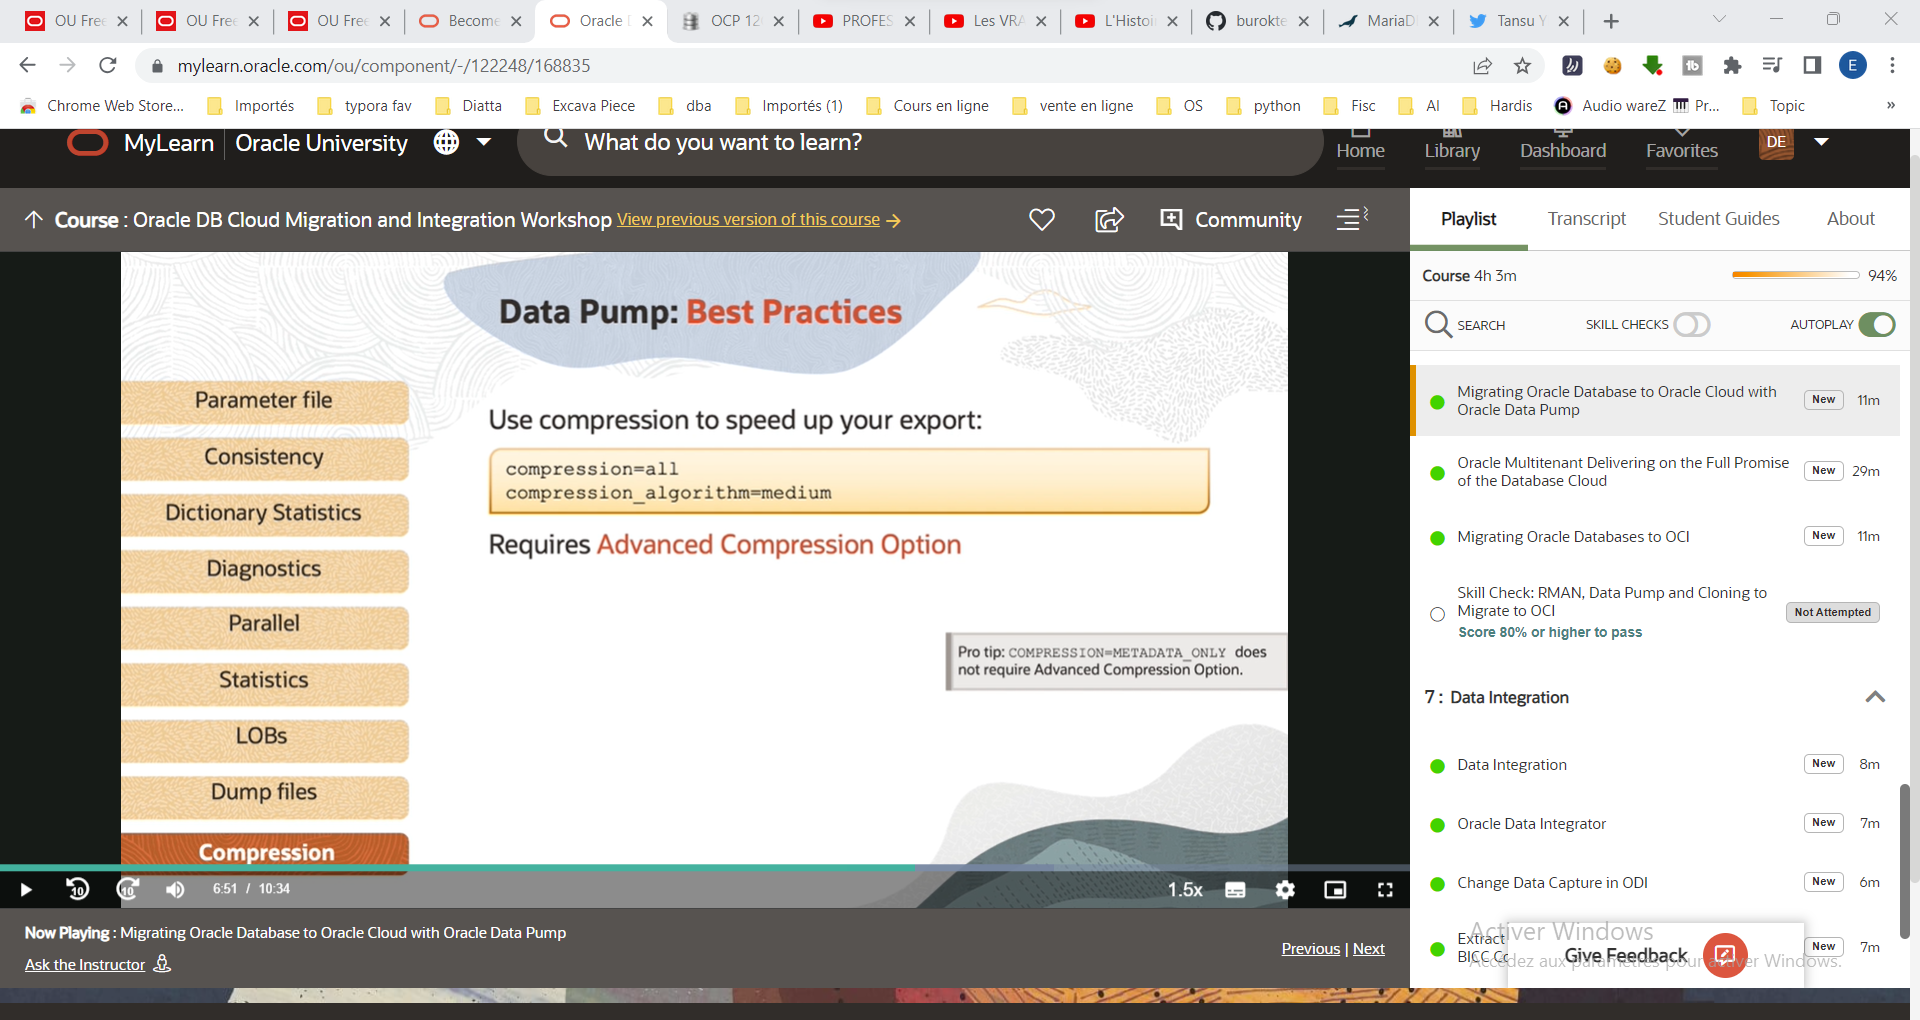 OU Free
OU Free
OU Free
Become
Oracle
OCP 12
PROFES
Les VRA
L'Histoi
burokte
MariaD
Tansu Y
mylearn.oracle.com/ou/component/-/122248/168835
E
Chrome Web Store...
Importés
typora fav
Diatta
Excava Piece
dba
Importés (1)
Cours en ligne
vente en ligne
OS
python
Fisc
AI
Hardis
Audio wareZ
Pr...
Topic
»
MyLearn
Oracle University
What do you want to learn?
Home
Library
Dashboard
Favorites
DE
Course : Oracle DB Cloud Migration and Integration Workshop View previous version of this course
Community
Data Pump: Best Practices
Parameter file
Consistency
Dictionary Statistics
Diagnostics
Parallel
Statistics
LOBs
Dump files
Compression
Use compression to speed up your export:
compression=all
compression_algorithm=medium
Requires Advanced Compression Option
Pro tip: COMPRESSION=METADATA_ONLY does
not require Advanced Compression Option.
10
10
6:51 / 10:34
1.5x
Now Playing : Migrating Oracle Database to Oracle Cloud with Oracle Data Pump
Ask the Instructor
Previous | Next
Playlist
Transcript
Student Guides
About
Course 4h 3m
94%
SEARCH
SKILL CHECKS
AUTOPLAY
Migrating Oracle Database to Oracle Cloud with
Oracle Data Pump
New
11m
Oracle Multitenant Delivering on the Full Promise
of the Database Cloud
New
29m
Migrating Oracle Databases to OCI
New
11m
Skill Check: RMAN, Data Pump and Cloning to
Migrate to OCI
Score 80% or higher to pass
Not Attempted
7 : Data Integration
Data Integration
New
8m
Oracle Data Integrator
New
7m
Change Data Capture in ODI
New
6m
Extract
BICC Co
New
7m
Give Feedback
Activer Windows
Accédez aux paramètres pour activer Windows.